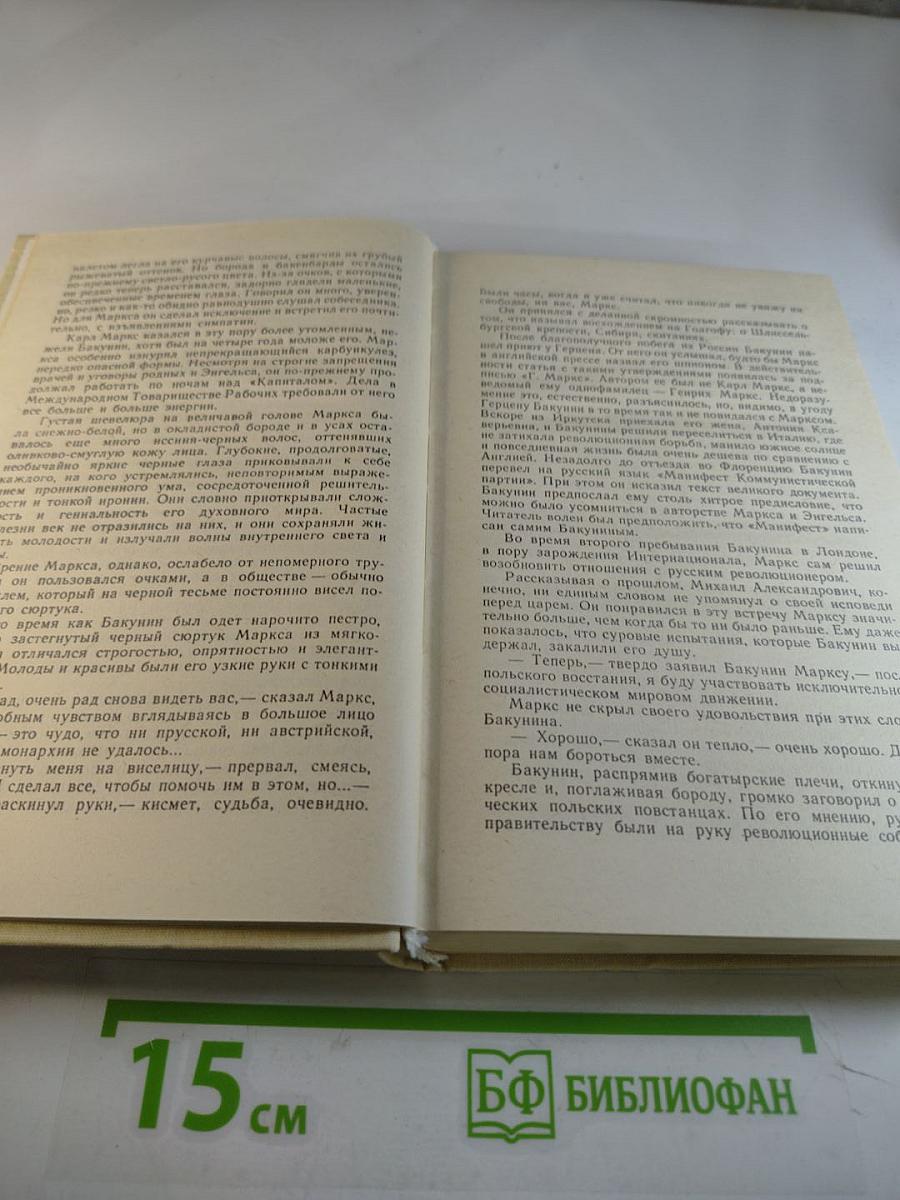 налетом легла на его курчавые волосы, смягчив их грубый
рыжеватый оттенок. Но борода и бакенбарды остались
по-прежнему светло-русого цвета. Из-за очков, с которыми
он редко теперь расставался, задорно глядели маленькие,
обесцвеченные временем глаза. Говорил он много, уверен-
но, резко и как-то обидно равнодушно слушал собеседника.
Но для Маркса он сделал исключение и встретил его почти-
тельно, с изъявлениями симпатии.
Карл Маркс казался в эту пору более утомленным, не-
жели Бакунин, хотя был на четыре года моложе его. Мар-
кса особенно изнурял непрекращающийся карбункулез,
нередко опасной формы. Несмотря на строгие запрещения
врачей и уговоры родных и Энгельса, он по-прежнему про-
должал работать по ночам над «Капиталом». Дела в
Международном Товариществе Рабочих требовали от него
все больше и больше энергии.
Густая шевелюра на величавой голове Маркса бы-
ла снежно-белой, но в окладистой бороде и в усах оста-
валось еще много иссиня-черных волос, оттенявших
оливково-смуглую кожу лица. Глубокие, продолговатые,
необычайно яркие черные глаза приковывали к себе
каждого, на кого устремлялись, неповторимым выраже-
нием проникновенного ума, сосредоточенной решитель-
ности и тонкой иронии. Они словно приоткрывали слож-
ость и гениальность его духовного мира. Частые
лезни век не отразились на них, и они сохраняли жи-
ть молодости и излучали волны внутреннего света и
ы.
рение Маркса, однако, ослабело от непомерного тру-
и он пользовался очками, а в обществе — обычно
лем, который на черной тесьме постоянно висел по-
го сюртука.
о время как Бакунин был одет нарочито пестро,
о застегнутый черный сюртук Маркса из мягко-
а отличался строгостью, опрятностью и элегант-
Молоды и красивы были его узкие руки с тонкими
ад, очень рад снова видеть вас,— сказал Маркс,
обным чувством вглядываясь в большое лицо
— это чудо, что ни прусской, ни австрийской,
монархии не удалось...
нуть меня на виселицу,— прервал, смеясь,
Я сделал все, чтобы помочь им в этом, но...—
раскинул руки,— кисмет, судьба, очевидно.
Были часы, когда я уже считал, что никогда не увижу ни
свободы, ни вас, Маркс.
Он принялся с деланной скромностью рассказывать о
том, что называл восхождением на Голгофу: о Шлиссель-
бургской крепости, Сибири, скитаниях.
После благополучного побега из России Бакунин на-
шел приют у Герцена. От него он услышал, будто бы Маркс
в английской прессе назвал его шпионом. В действитель-
ности статья с такими утверждениями появилась за под-
писью «Г. Маркс». Автором ее был не Карл Маркс, а не-
ведомый ему однофамилец — Генрих Маркс. Недоразу-
мение это, естественно, разъяснилось, но, видимо, в угоду
Герцену Бакунин в то время так и не повидался с Марксом.
Вскоре из Иркутска приехала его жена, Антония Кса-
верьевна, и Бакунины решили переселиться в Италию, где
не затихала революционная борьба, манило южное солнце
и повседневная жизнь была очень дешева по сравнению с
Англией. Незадолго до отъезда во Флоренцию Бакунин
перевел на русский язык «Манифест Коммунистической
партии». При этом он исказил текст великого документа.
Бакунин предпослал ему столь хитрое предисловие, что
можно было усомниться в авторстве Маркса и Энгельса.
Читатель волен был предположить, что «Манифест» напи-
сан самим Бакуниным.
Во время второго пребывания Бакунина в Лондоне,
в пору зарождения Интернационала, Маркс сам решил
возобновить отношения с русским революционером.
Рассказывая о прошлом, Михаил Александрович, ко-
нечно, ни единым словом не упомянул о своей исповеди
перед царем. Он понравился в эту встречу Марксу значи-
тельно больше, чем когда бы то ни было раньше. Ему даже
показалось, что суровые испытания, которые Бакунин вы-
держал, закалили его душу.
— Теперь,— твердо заявил Бакунин Марксу,— посл
польского восстания, я буду участвовать исключительно
социалистическом мировом движении.
Маркс не скрыл своего удовольствия при этих сло
Бакунина.
— Хорошо,— сказал он тепло,— очень хорошо. Д
пора нам бороться вместе.
Бакунин, распрямив богатырские плечи, откину
кресле и, поглаживая бороду, громко заговорил о
ческих польских повстанцах. По его мнению, ру
правительству были на руку революционные соб
15 см
БФ БИБЛИОФАН